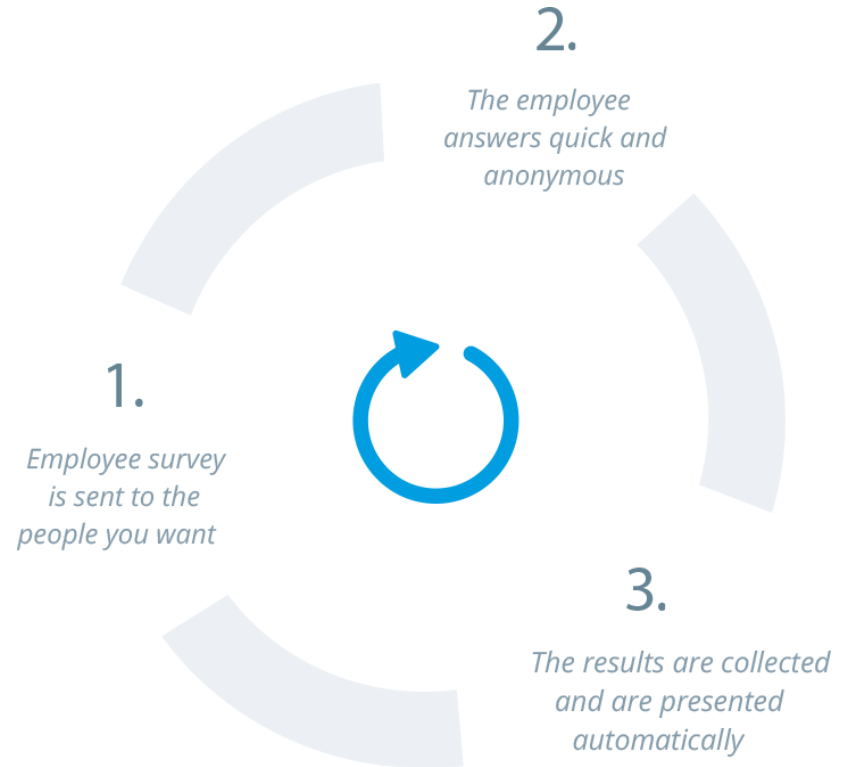 1.
Employee survey
is sent to the
people you want
2.
The employee
answers quick and
anonymous
3.
The results are collected
and are presented
automatically